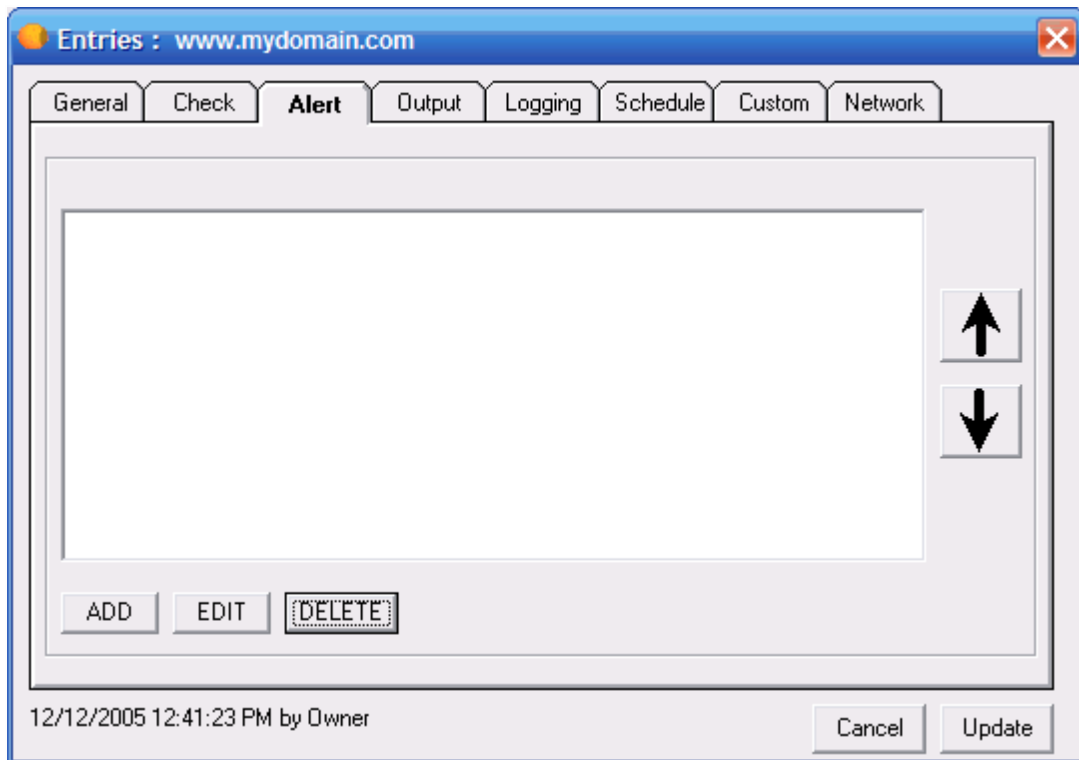 Entries :  www.mydomain.com
General Check Alert Output Logging Schedule Custom Network
ADD EDIT DELETE
12/12/2005 12:41:23 PM by Owner
Cancel Update